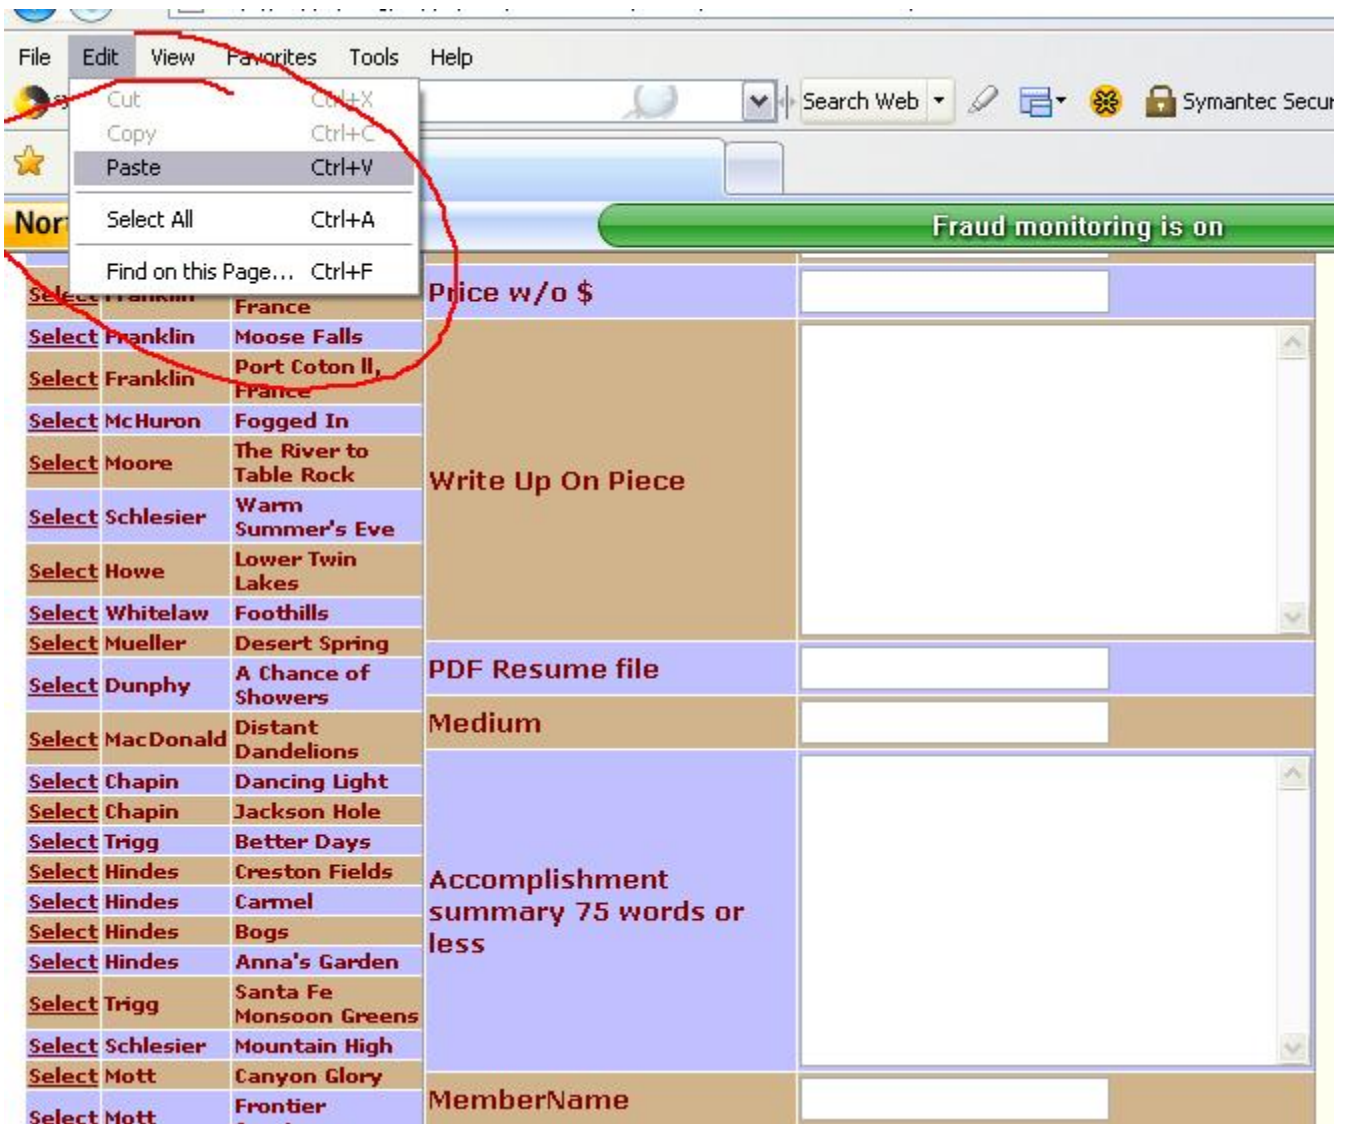 File Edit View Favorites Tools Help
Cut Ctrl+X
Search Web
Symantec Secur
Copy Ctrl+C
Paste Ctrl+V
Select All Ctrl+A
Nor
Fraud monitoring is on
Find on this Page... Ctrl+F
Select Franklin
France
Select Franklin Moose Falls
Select Franklin Port Coton ll,
France
Select McHuron Fogged In
Select Moore The River to
Table Rock
Select Schlesier Warm
Summer's Eve
Select Howe Lower Twin
Lakes
Select Whitelaw Foothills
Select Mueller Desert Spring
Select Dunphy A Chance of
Showers
Select MacDonald Distant
Dandelions
Select Chapin Dancing Light
Select Chapin Jackson Hole
Select Trigg Better Days
Select Hindes Creston Fields
Select Hindes Carmel
Select Hindes Bogs
Select Hindes Anna's Garden
Select Trigg Santa Fe
Monsoon Greens
Select Schlesier Mountain High
Select Mott Canyon Glory
Select Mott Frontier
Price w/o $
Write Up On Piece
PDF Resume file
Medium
Accomplishment
summary 75 words or
less
MemberName